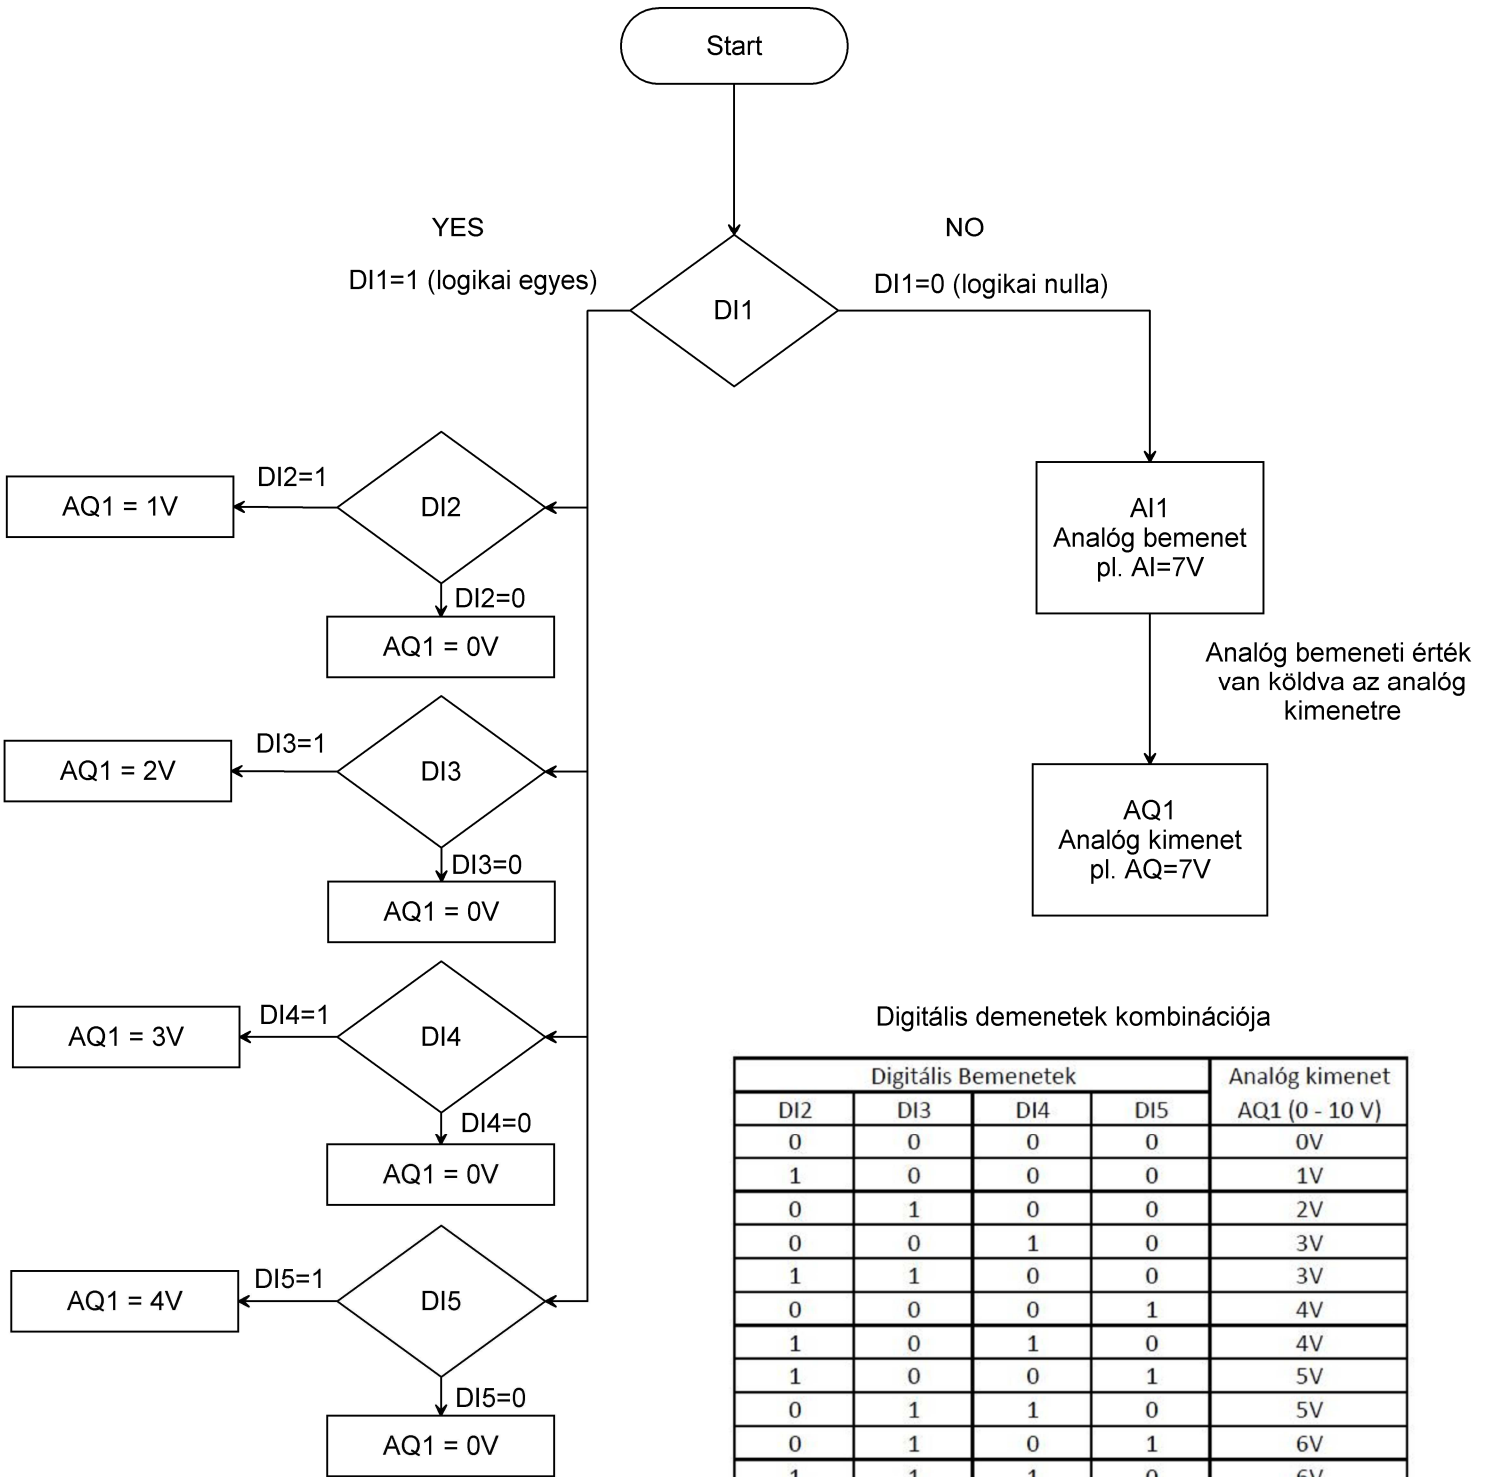 Start
YES
NO
DI1=1 (logikai egyes)
DI1=0 (logikai nulla)
DI1
DI2=1
AQ1 = 1V
DI2
DI2=0
AQ1 = 0V
AI1
Analóg bemenet
pl. AI=7V
Analóg bemeneti érték
van köldva az analóg
kimenetre
DI3=1
AQ1 = 2V
DI3
DI3=0
AQ1 = 0V
AQ1
Analóg kimenet
pl. AQ=7V
DI4=1
AQ1 = 3V
DI4
DI4=0
AQ1 = 0V
DI5=1
AQ1 = 4V
DI5
DI5=0
AQ1 = 0V
Digitális demenetek kombinációja
Digitális Bemenetek Analóg kimenet
DI2 DI3 DI4 DI5 AQ1 (0 - 10 V)
0 0 0 0 0V
1 0 0 0 1V
0 1 0 0 2V
0 0 1 0 3V
1 1 0 0 3V
0 0 0 1 4V
1 0 1 0 4V
1 0 0 1 5V
0 1 1 0 5V
0 1 0 1 6V
1 1 1 0 6V